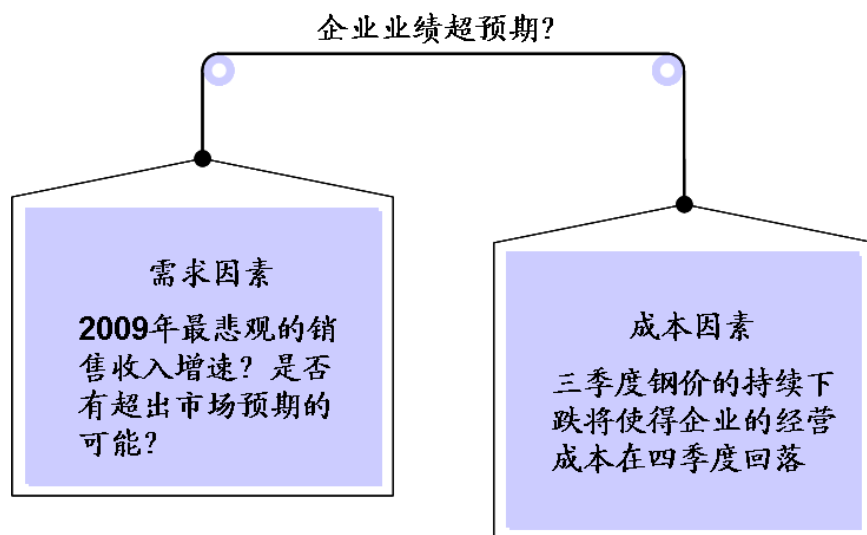 企业业绩超预期?
需求因素
2009年最悲观的销
售收入增速? 是否
有超出市场预期的
可能?
成本因素
三季度钢价的持续下
跌将使得企业的经营
成本在四季度回落